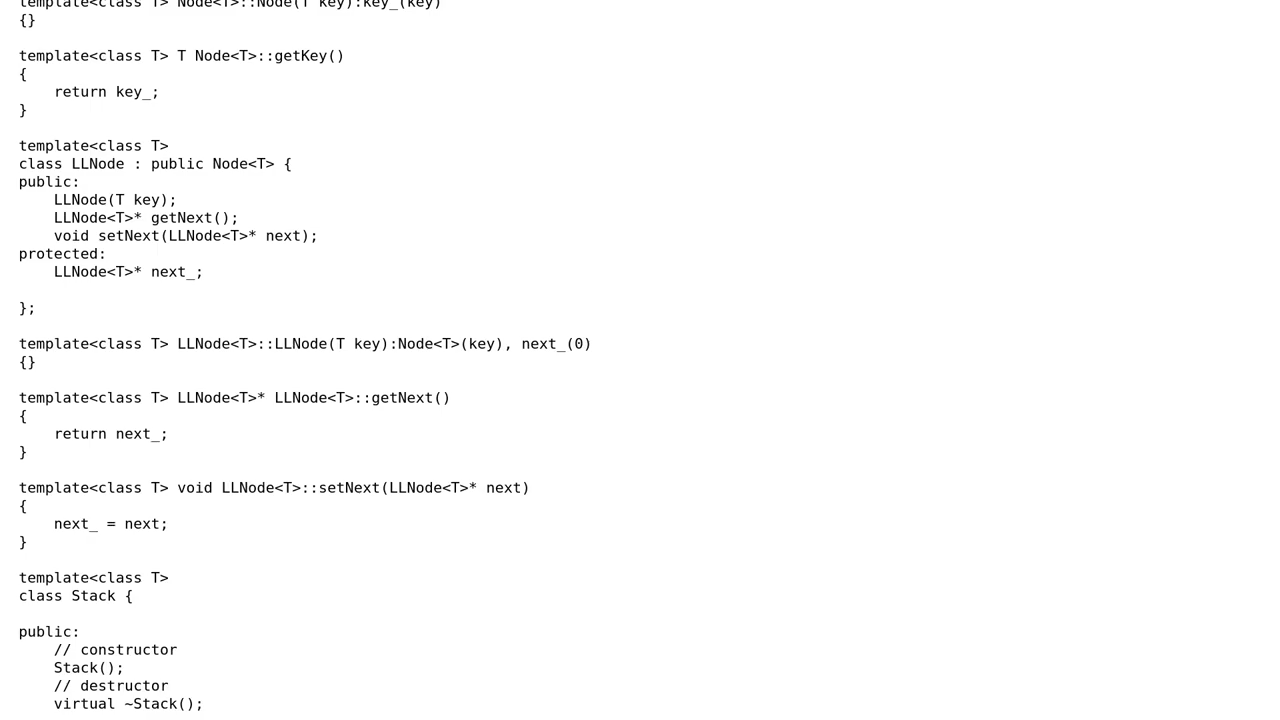 template<class T> Node<T>::Node(T key):key_(key)
{}

template<class T> T Node<T>::getKey()
{
    return key_;
}

template<class T>
class LLNode : public Node<T> {
public:
    LLNode(T key);
    LLNode<T>* getNext();
    void setNext(LLNode<T>* next);
protected:
    LLNode<T>* next_;

};

template<class T> LLNode<T>::LLNode(T key):Node<T>(key), next_(0)
{}

template<class T> LLNode<T>* LLNode<T>::getNext()
{
    return next_;
}

template<class T> void LLNode<T>::setNext(LLNode<T>* next)
{
    next_ = next;
}

template<class T>
class Stack {

public:
    // constructor
    Stack();
    // destructor
    virtual ~Stack();